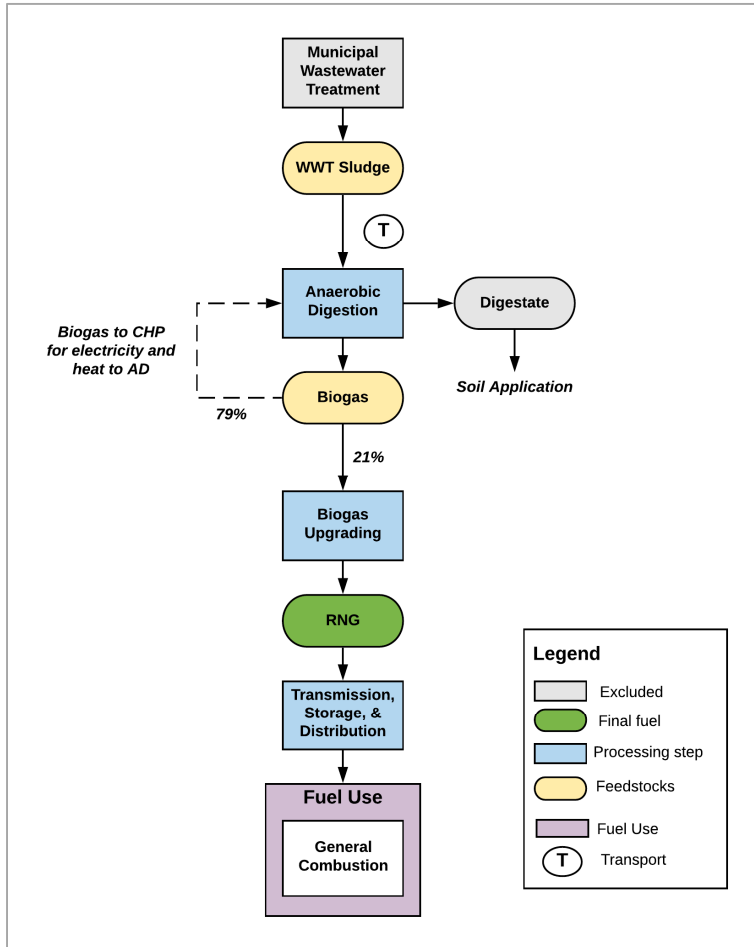 Municipal
Wastewater
Treatment
WWT Sludge
T
Anaerobic
Digestion
Digestate
Biogas to CHP
for electricity and
heat to AD
Soil Application
Biogas
79%
21%
Biogas
Upgrading
RNG
Transmission,
Storage, &
Distribution
Fuel Use
General
Combustion
Legend
Excluded
Final fuel
Processing step
Feedstocks
Fuel Use
T Transport